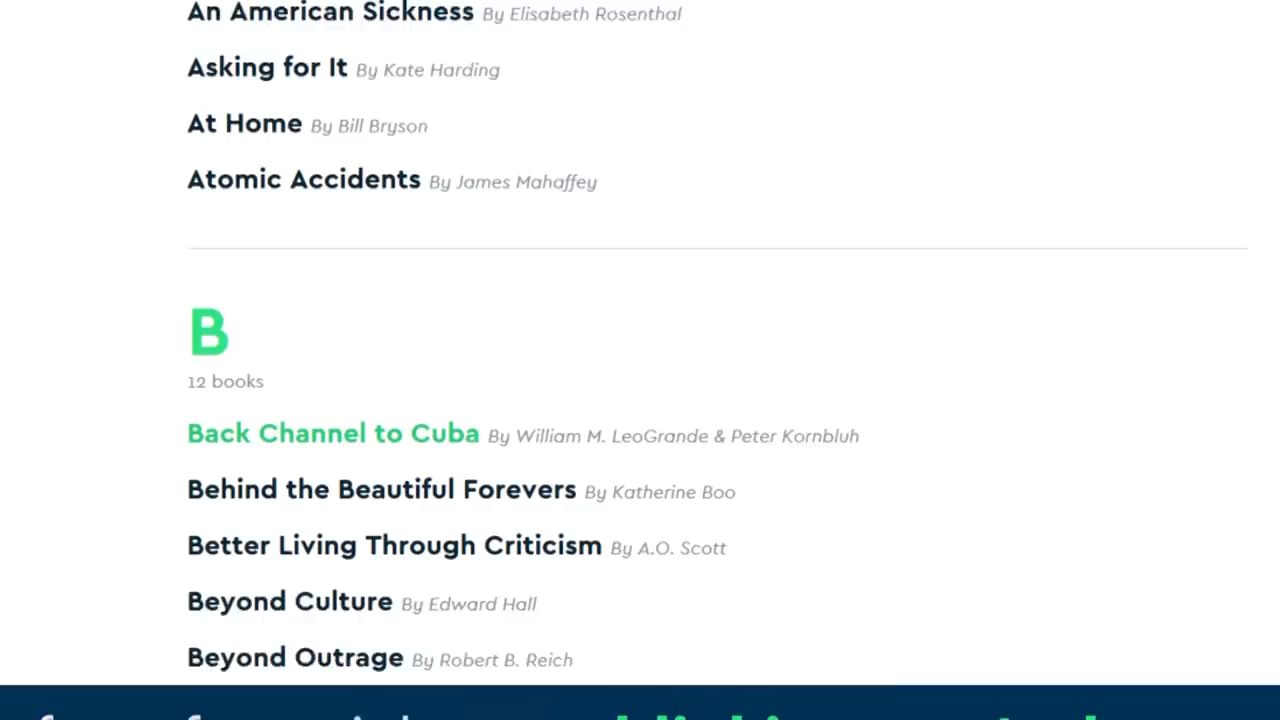 An American Sickness By Elisabeth Rosenthal
Asking for It By Kate Harding
At Home By Bill Bryson
Atomic Accidents By James Mahaffey
B
12 books
Back Channel to Cuba By William M. LeoGrande & Peter Kornbluh
Behind the Beautiful Forevers By Katherine Boo
Better Living Through Criticism By A.O. Scott
Beyond Culture By Edward Hall
Beyond Outrage By Robert B. Reich